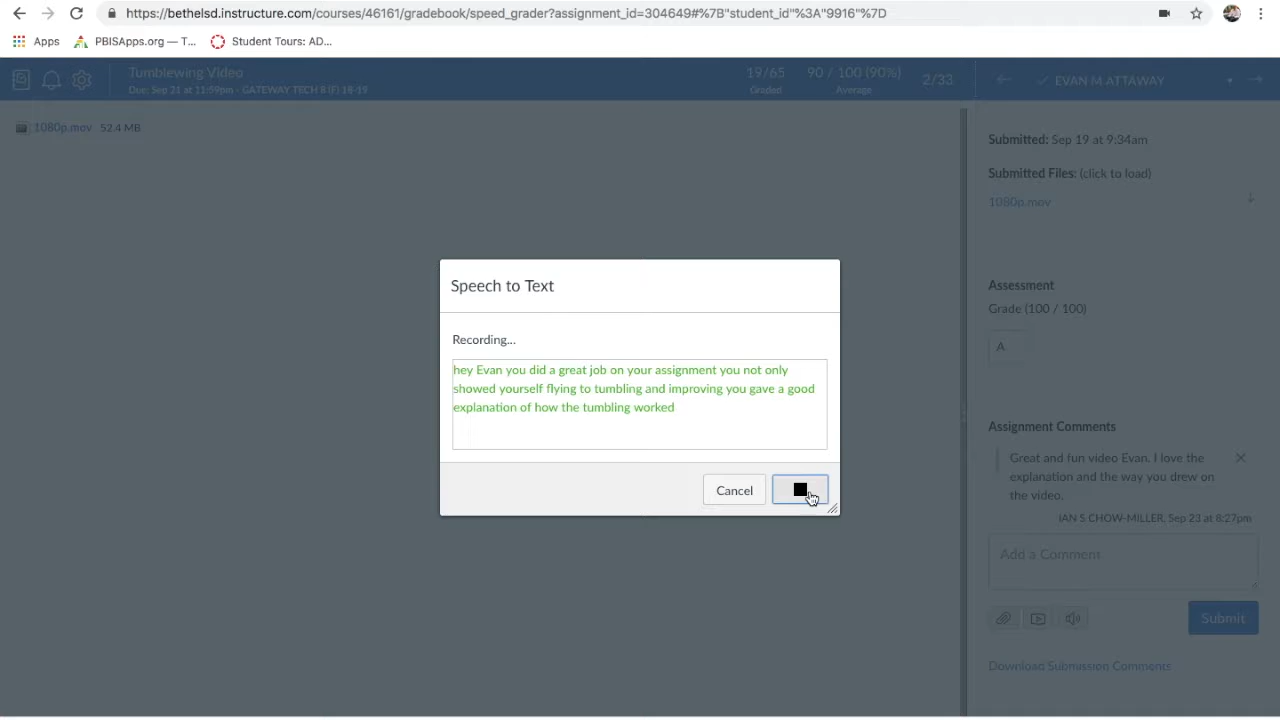 https://bethelsd.instructure.com/courses/46161/gradebook/speed_grader?assignment_id=304649#%7B"student_id"%3A"9916"%7D
Apps
PBISApps.org — T...
Student Tours: AD...
Tumblewing Video
Due: Sep 21 at 11:59pm - GATEWAY TECH 8 (F) 18-19
19/65
Graded
90 / 100 (90%)
Average
2/33
EVAN M ATTAWAY
1080p.mov 52.4 MB
Submitted: Sep 19 at 9:34am
Submitted Files: (click to load)
1080p.mov
Assessment
Grade (100 / 100)
A
Assignment Comments
Great and fun video Evan. I love the
explanation and the way you drew on
the video.
IAN S CHOW-MILLER, Sep 23 at 8:27pm
Add a Comment
Submit
Download Submission Comments
Speech to Text
Recording...
hey Evan you did a great job on your assignment you not only
showed yourself flying to tumbling and improving you gave a good
explanation of how the tumbling worked
Cancel